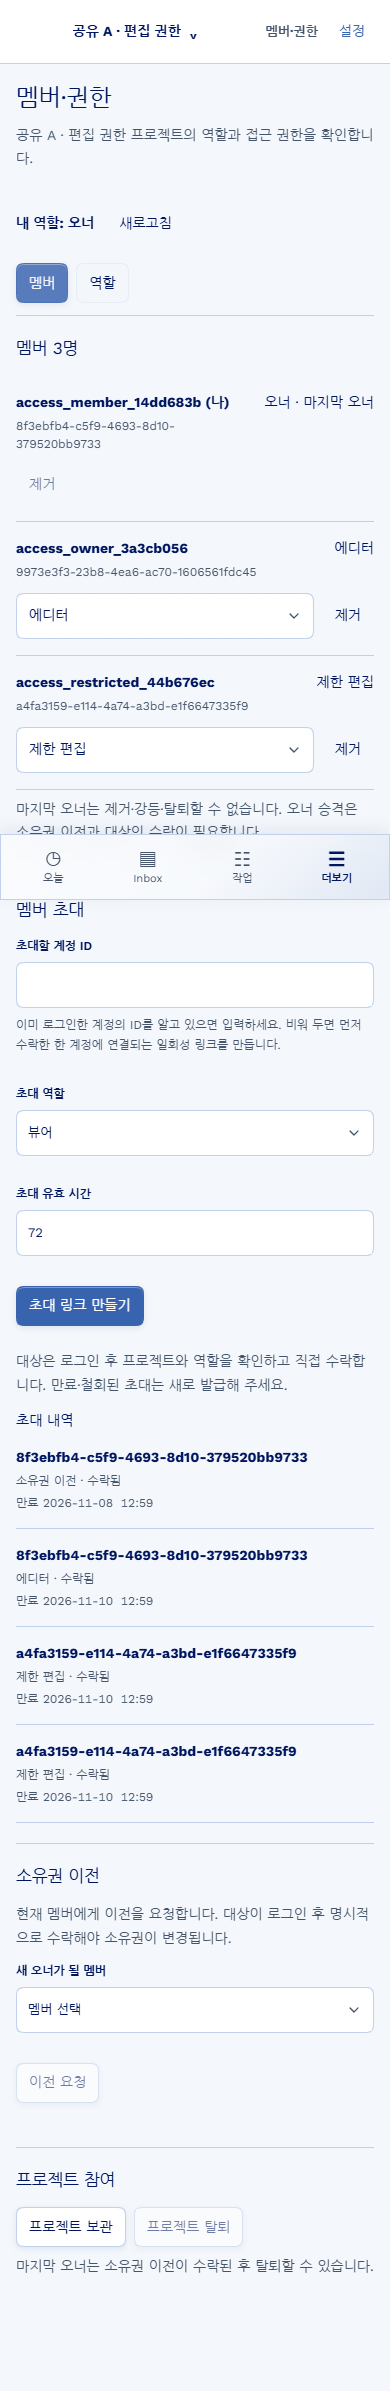 공유 A · 편집 권한 v 멤버·권한 설정
멤버·권한
공유 A · 편집 권한 프로젝트의 역할과 접근 권한을 확인합니
다.
내 역할: 오너 새로고침
멤버 역할
멤버 3명
access_member_14dd683b (나) 오너 · 마지막 오너
8f3ebfb4-c5f9-4693-8d10-
379520bb9733
제거
access_owner_3a3cb056 에디터
9973e3f3-23b8-4ea6-ac70-1606561fdc45
에디터 제거
access_restricted_44b676ec 제한 편집
a4fa3159-e114-4a74-a3bd-e1f6647335f9
제한 편집 제거
마지막 오너는 제거·강등·탈퇴할 수 없습니다. 오너 승격은
소유권 이전과 대상의 수락이 필요합니다.
오늘 Inbox 작업 더보기
멤버 초대
초대할 계정 ID
이미 로그인한 계정의 ID를 알고 있으면 입력하세요. 비워 두면 먼저
수락한 한 계정에 연결되는 일회성 링크를 만듭니다.
초대 역할
뷰어
초대 유효 시간
72
초대 링크 만들기
대상은 로그인 후 프로젝트와 역할을 확인하고 직접 수락합
니다. 만료·철회된 초대는 새로 발급해 주세요.
초대 내역
8f3ebfb4-c5f9-4693-8d10-379520bb9733
소유권 이전 · 수락됨
만료 2026-11-08 12:59
8f3ebfb4-c5f9-4693-8d10-379520bb9733
에디터 · 수락됨
만료 2026-11-10 12:59
a4fa3159-e114-4a74-a3bd-e1f6647335f9
제한 편집 · 수락됨
만료 2026-11-10 12:59
a4fa3159-e114-4a74-a3bd-e1f6647335f9
제한 편집 · 수락됨
만료 2026-11-10 12:59
소유권 이전
현재 멤버에게 이전을 요청합니다. 대상이 로그인 후 명시적
으로 수락해야 소유권이 변경됩니다.
새 오너가 될 멤버
멤버 선택
이전 요청
프로젝트 참여
프로젝트 보관 프로젝트 탈퇴
마지막 오너는 소유권 이전이 수락된 후 탈퇴할 수 있습니다.